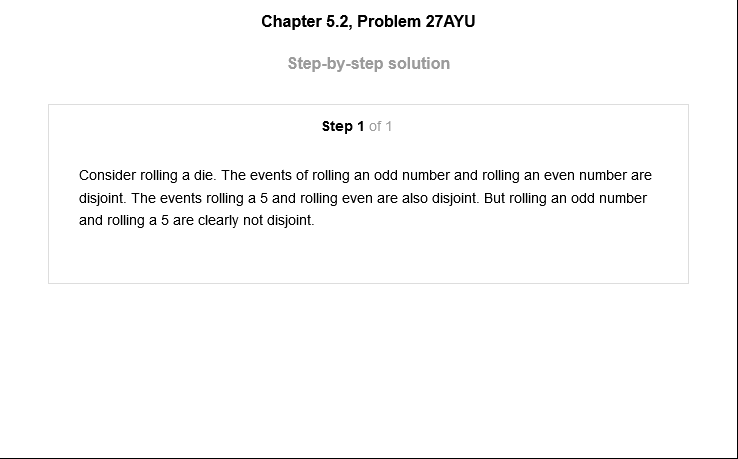 Chapter 5.2, Problem 27AYU
Step-by-step solution
Step 1 of 1
Consider rolling a die. The events of rolling an odd number and rolling an even number are
disjoint. The events rolling a 5 and rolling even are also disjoint. But rolling an odd number
and rolling a 5 are clearly not disjoint.